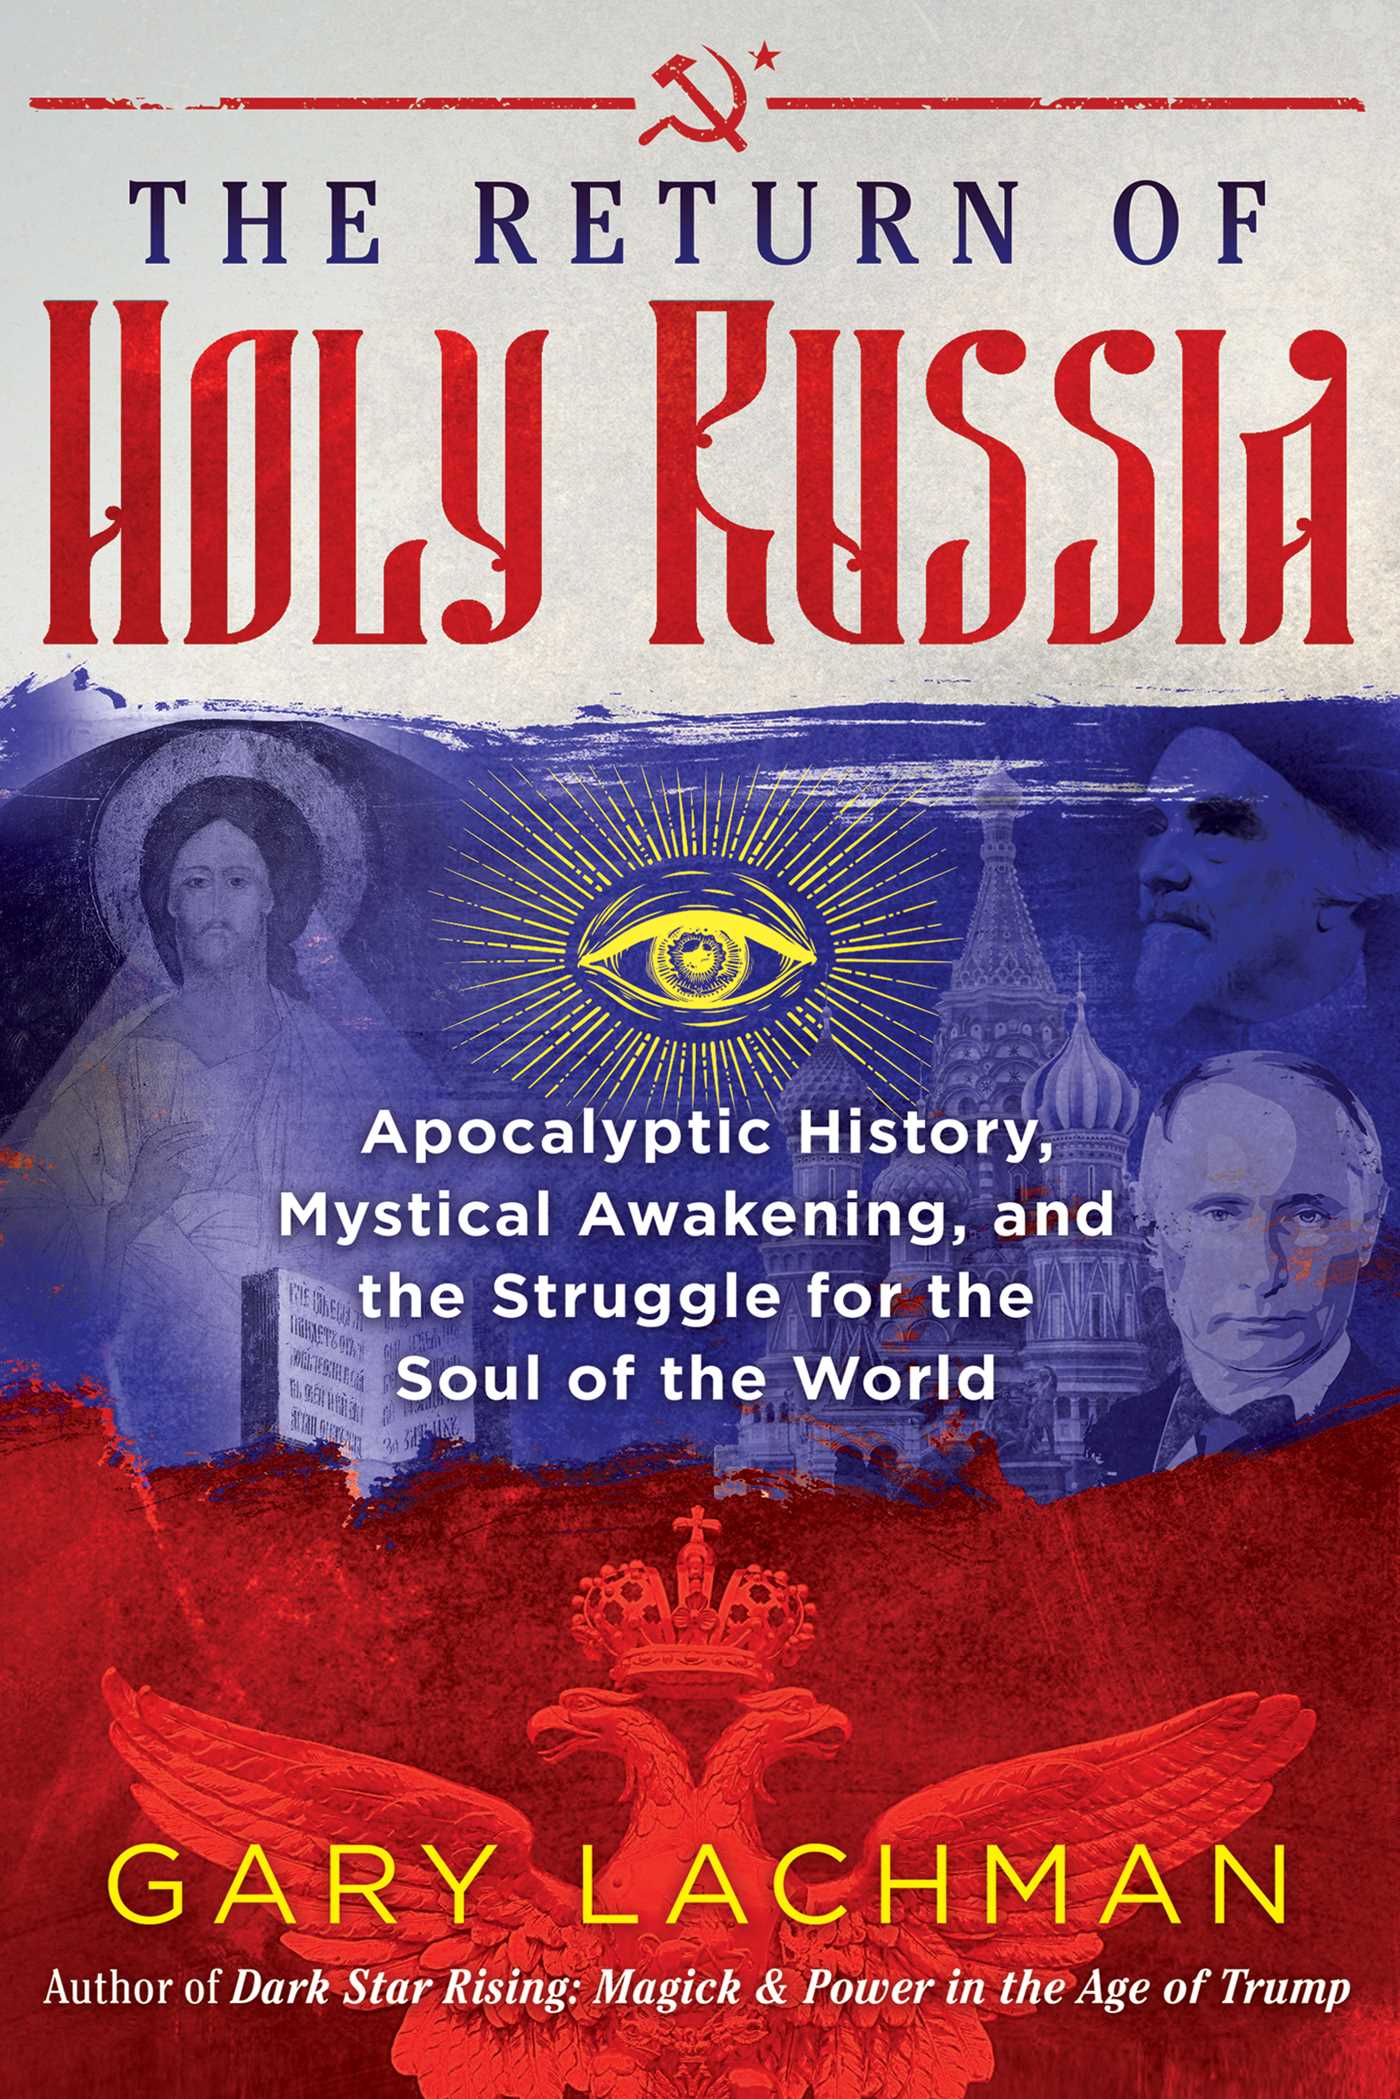 THE RETURN OF
HOLY RUSSIA
Apocalyptic History,
Mystical Awakening, and
the Struggle for the
Soul of the World
GARY LACHMAN
Author of Dark Star Rising: Magick & Power in the Age of Trump